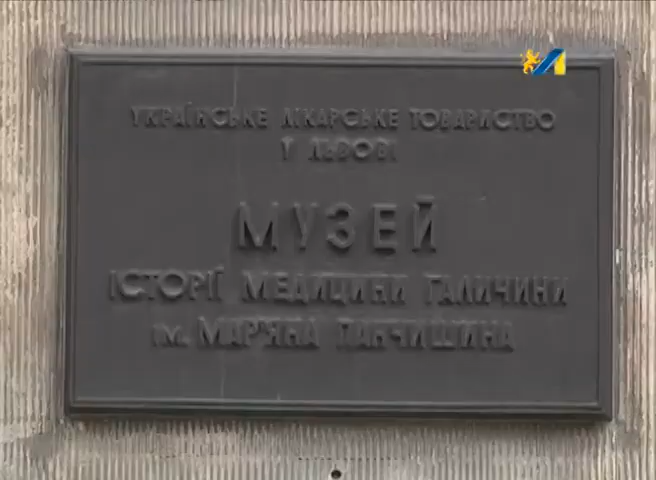 УКРАЇНСЬКЕ ЛІКАРСЬКЕ ТОВАРИСТВО
У ЛЬВОВІ
МУЗЕЙ
ІСТОРІЇ МЕДИЦИНИ ГАЛИЧИНИ
ім. МАР'ЯНА ПАНЧИШИНА